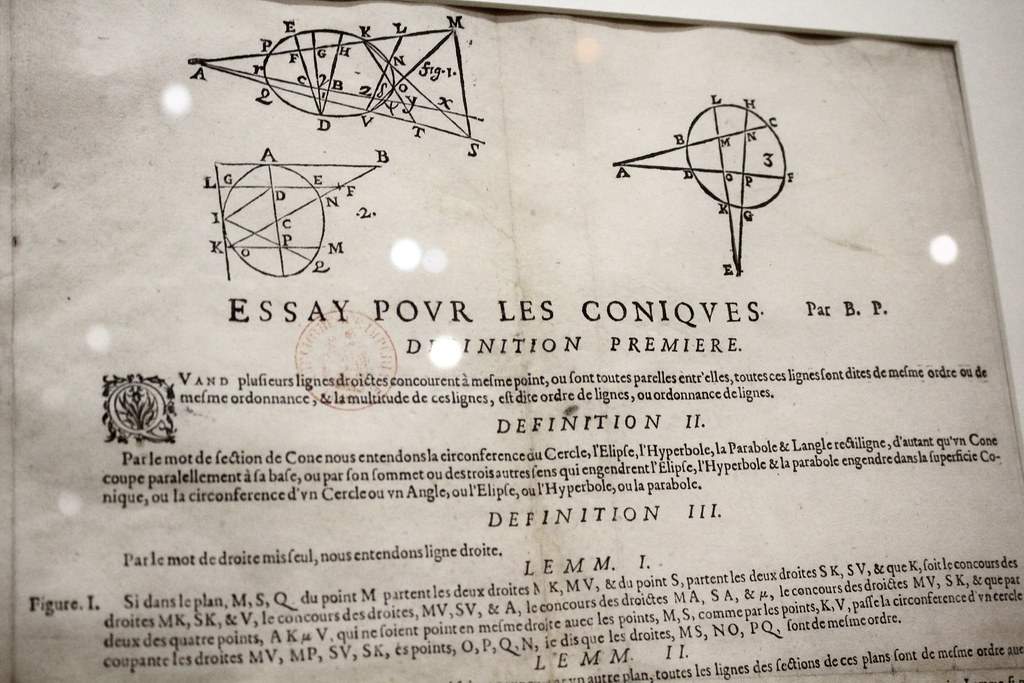 E K L M
P F G H
A r N fig. 1.
C 2 B Z O
Q D V Y T X S
A B
L G E F
D N .2.
I C
K O P M
Q
L H C
B M N 3
A D O P F
K G
E
ESSAY POVR LES CONIQVES. Par B. P.
DEFINITION PREMIERE.
QVAND pluſieurs lignes droictes concourent à meſme point, ou ſont toutes parelles entr'elles, toutes ces lignes ſont dites de meſme ordre ou de
meſme ordonnance, & la multitude de ces lignes, eſt dite ordre de lignes, ou ordonnance de lignes.
DEFINITION II.
Par le mot de ſection de Cone nous entendons la circonference du Cercle, l'Elipſe, l'Hyperbole, la Parabole & Langle rectiligne, d'autant qu'vn Cone
coupe paralellement à ſa baſe, ou par ſon ſommet ou des trois autres ſens qui engendrent l'Elipſe, l'Hyperbole & la parabole engendre dans la ſuperficie Co-
nique, ou la circonference d'vn Cercle ou vn Angle, ou l'Elipſe, ou l'Hyperbole, ou la parabole.
DEFINITION III.
Par le mot de droite mis ſeul, nous entendons ligne droite.
LEMM. I.
Figure. I. Si dans le plan, M, S, Q, du point M partent les deux droites MK, MV, & du point S, partent les deux droites SK, SV, & que K, ſoit le concours des
droites MK, SK, & V, le concours des droites, MV, SV, & A, le concours des droictes MA, SA, & μ, le concours des droictes MV, SK, & que par
deux des quatre points, A K μ V, qui ne ſoient point en meſme droite auec les points, M, S, comme par les points, K, V, paſſe la circonference d'vn cercle
coupante les droites MV, MP, SV, SK, és points, O, P, Q, N, ie dis que les droites, MS, NO, PQ, ſont de meſme ordre.
LEMM. II.
vn autre plan, toutes les lignes des ſections de ces plans ſont de meſme ordre auec